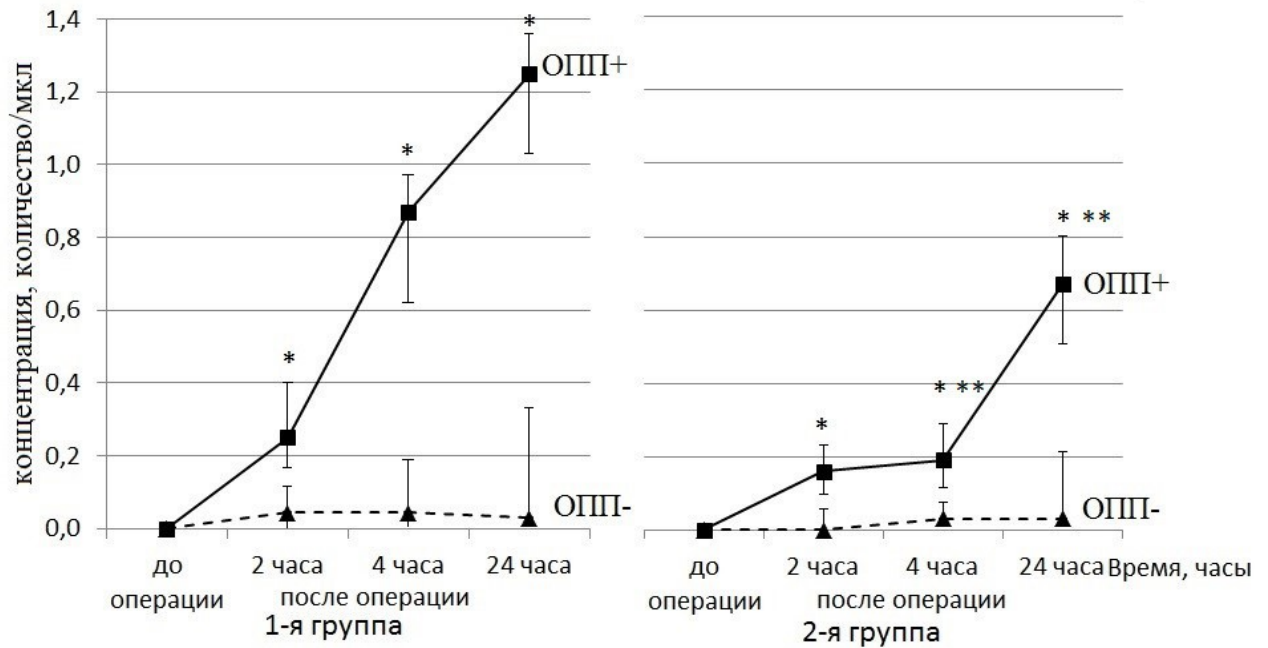 концентрация, количество/мкл
1,4
1,2
1,0
0,8
0,6
0,4
0,2
0,0
*
*
*
ОПП+
ОПП-
до операции
2 часа
4 часа
24 часа
после операции
1-я группа
*
* **
* **
ОПП+
ОПП-
до операции
2 часа
4 часа
24 часа
Время, часы
после операции
2-я группа